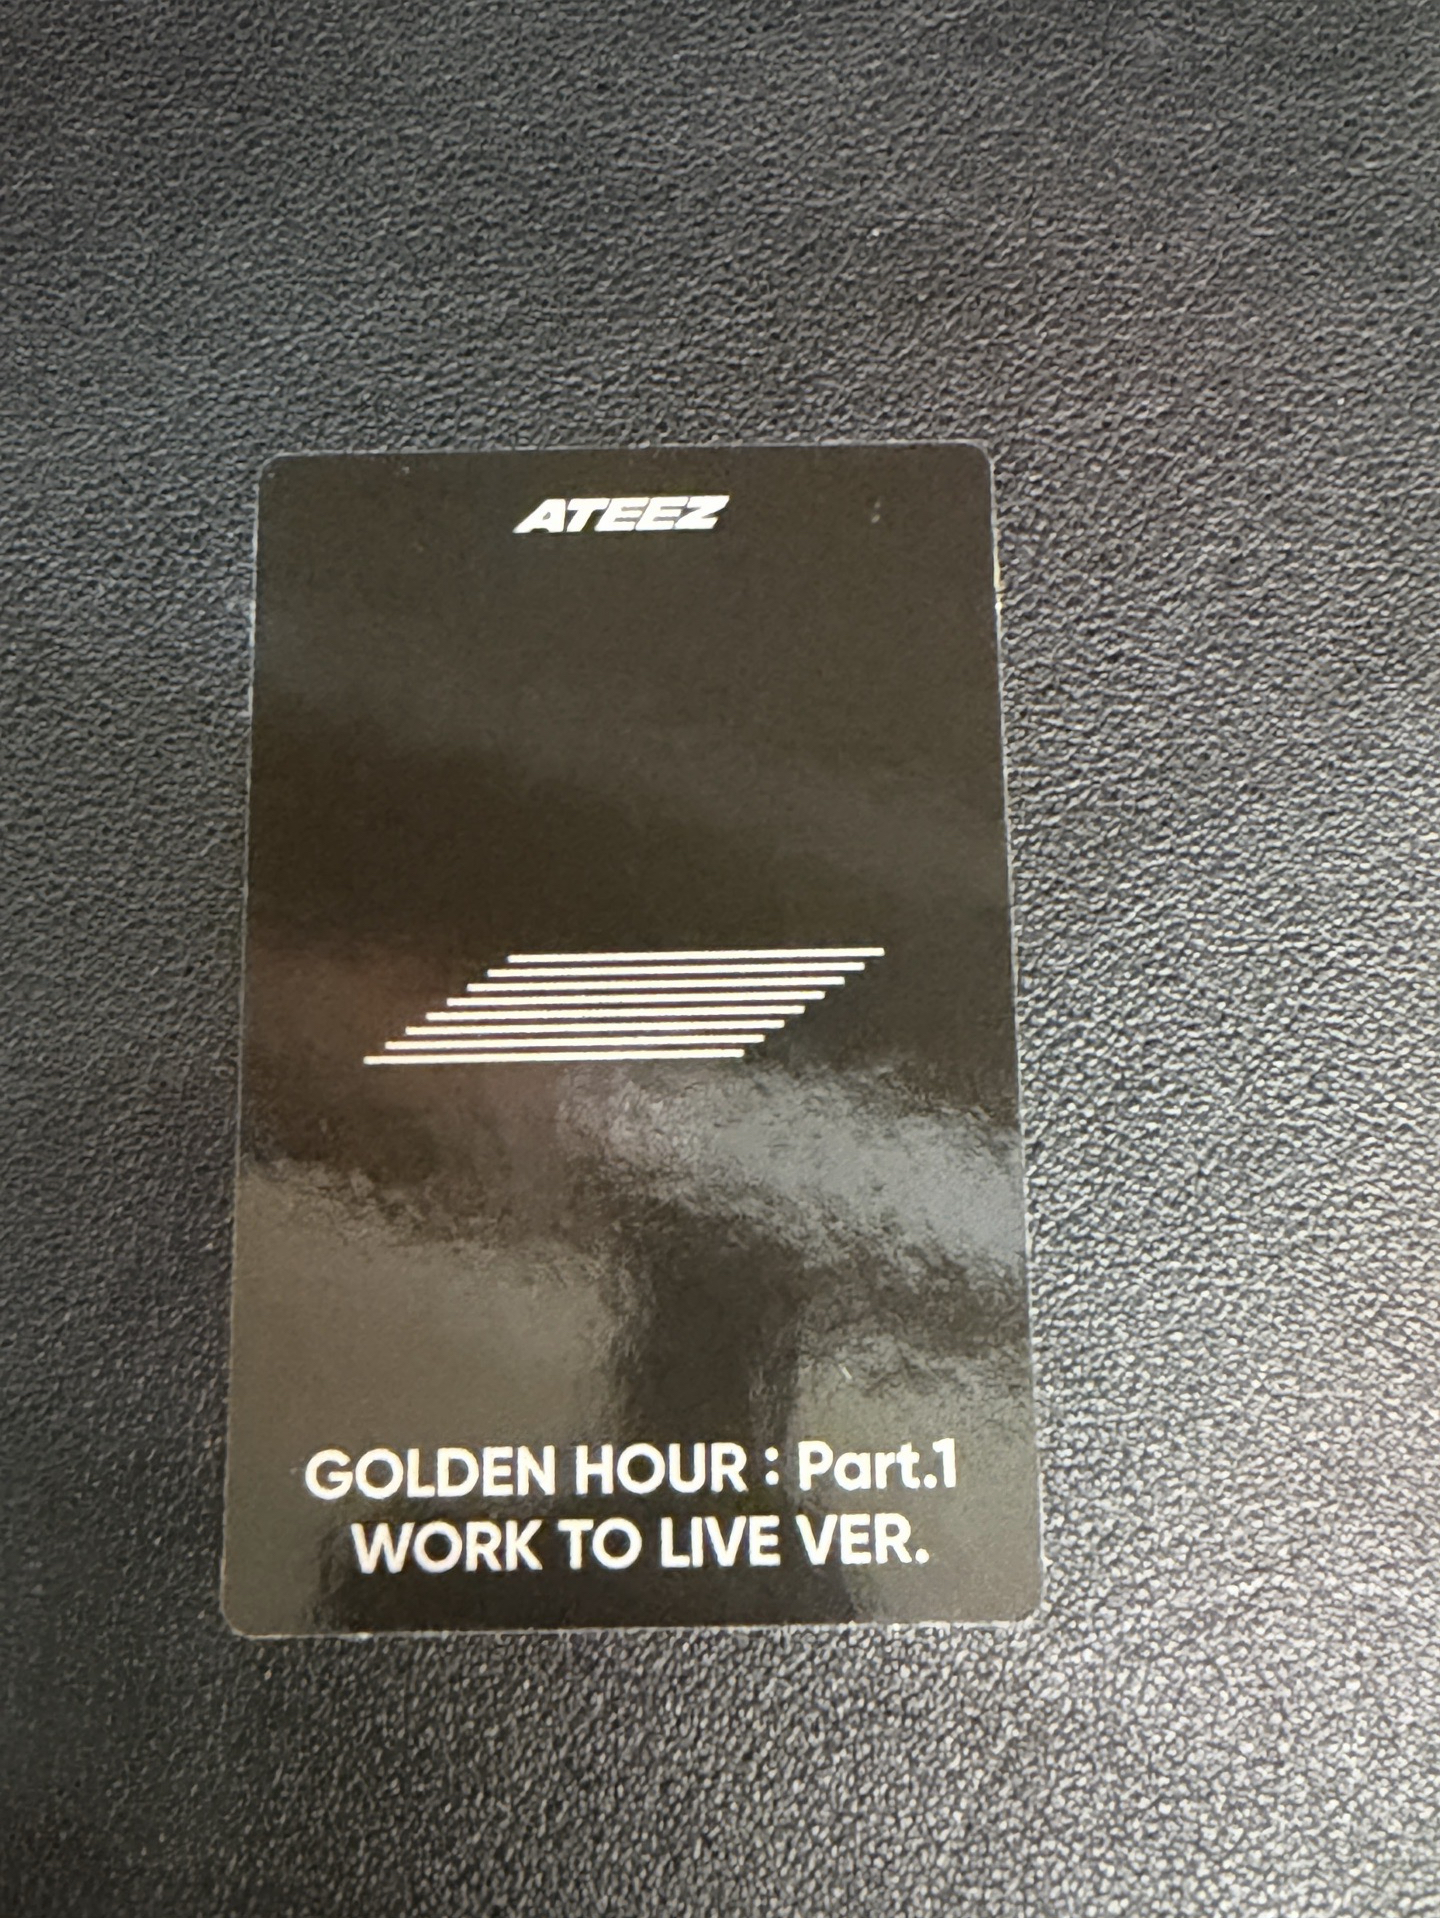 ATEEZ
GOLDEN HOUR : Part.1
WORK TO LIVE VER.